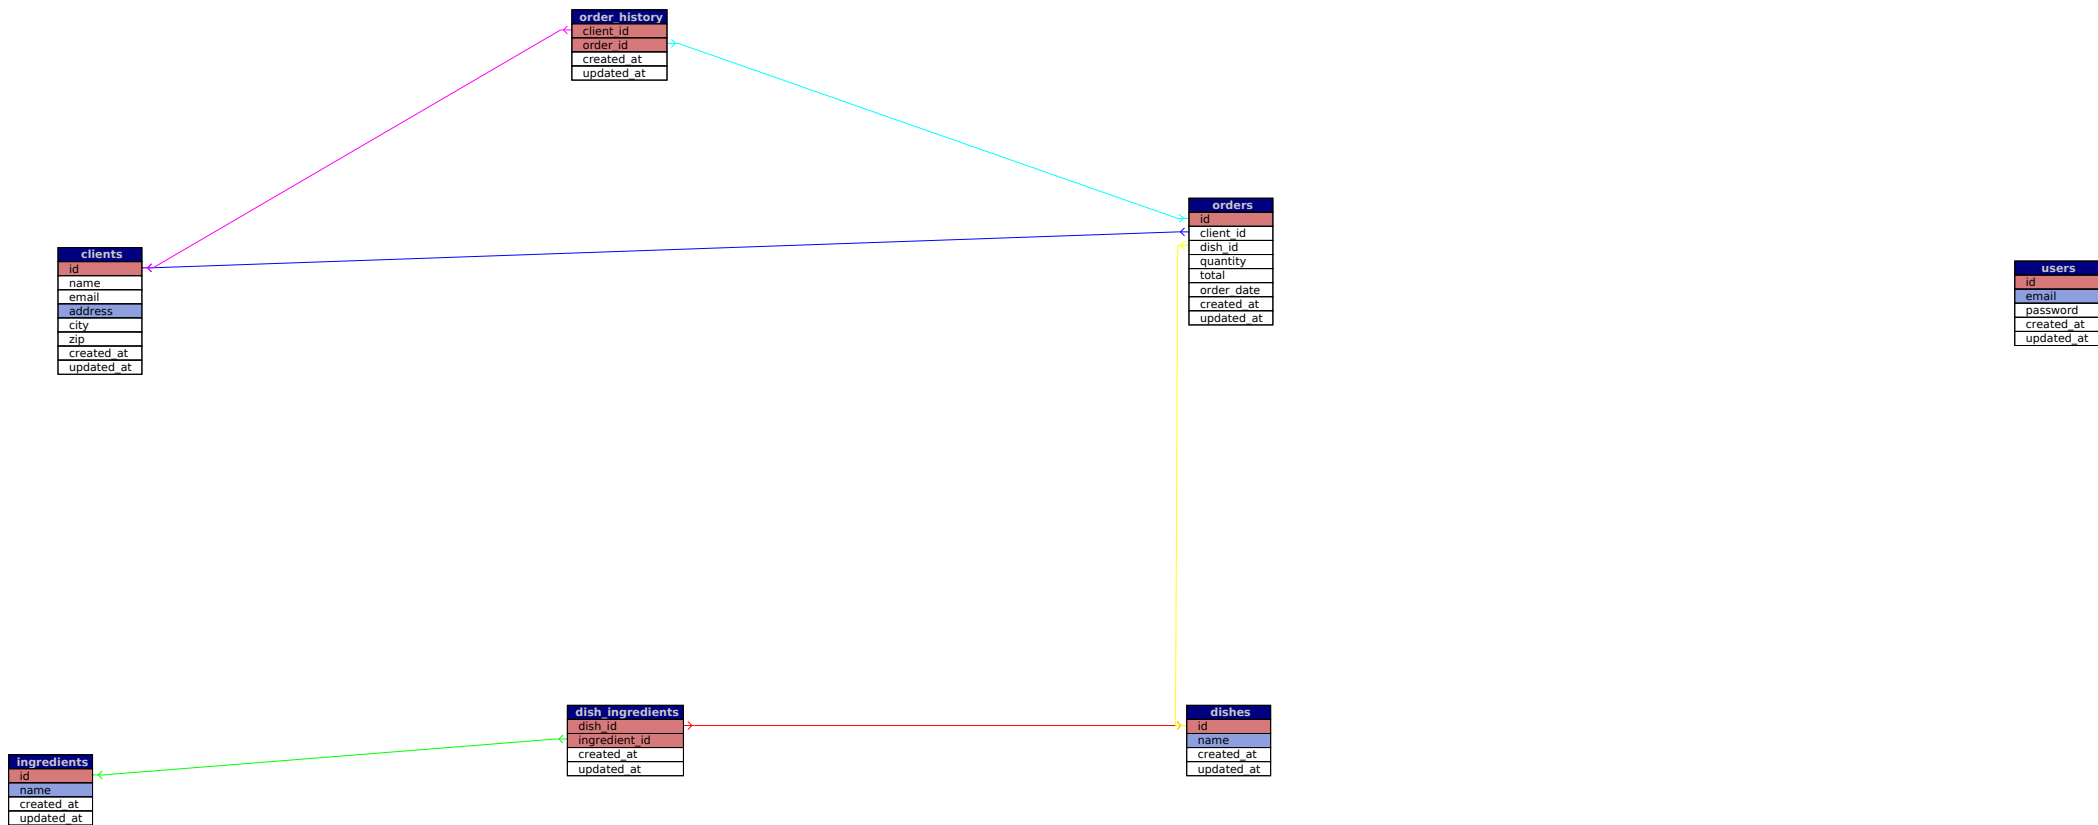 order_history
client_id
order_id
created_at
updated_at
orders
id
client_id
dish_id
quantity
total
order_date
created_at
updated_at
clients
id
name
email
address
city
zip
created_at
updated_at
users
id
email
password
created_at
updated_at
dish_ingredients
dish_id
ingredient_id
created_at
updated_at
dishes
id
name
created_at
updated_at
ingredients
id
name
created_at
updated_at